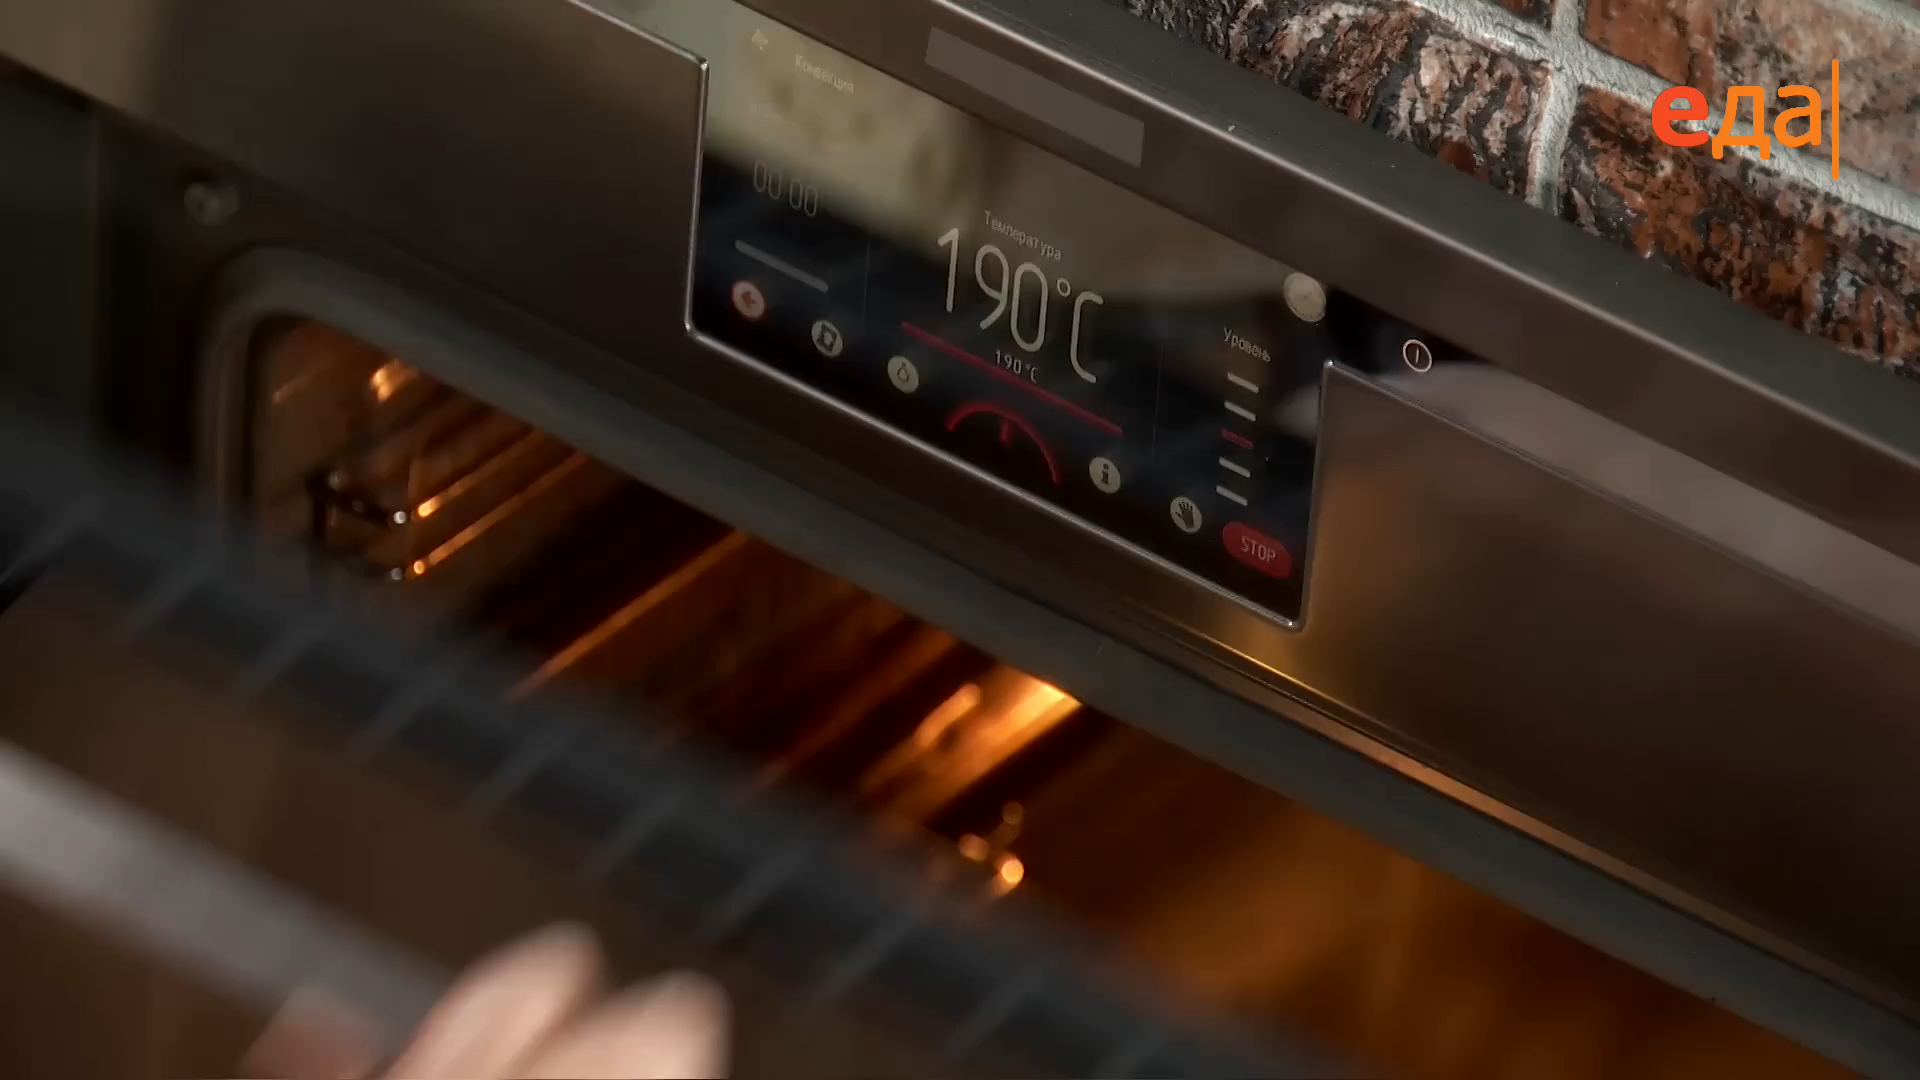 еда
Конвекция
00 00
Температура
190°C
190°C
Уровень
STOP